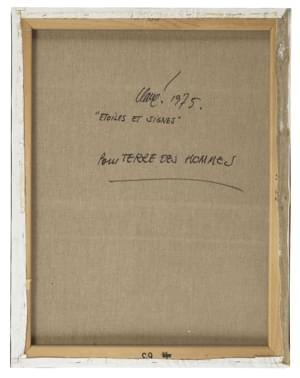 Clavé 1975.
"ETOILES ET SIGNES"
POUR TERRE DES HOMMES